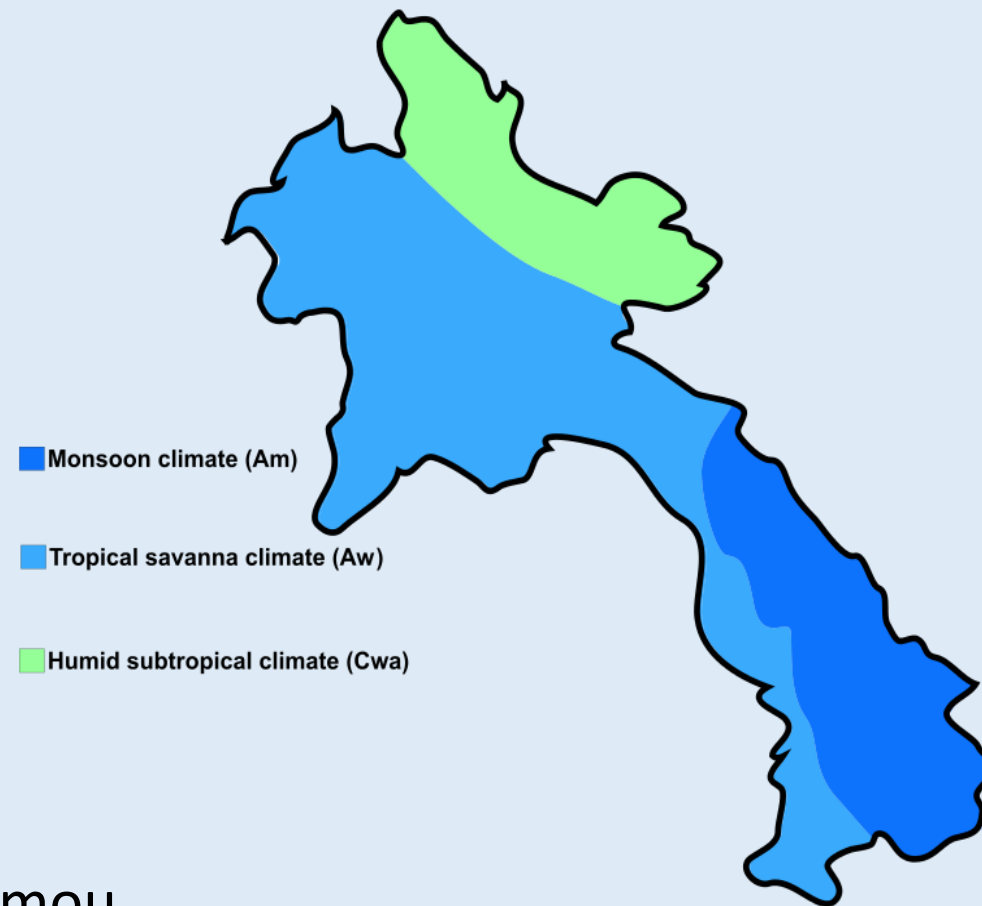 Monsoon climate (Am)
Tropical savanna climate (Aw)
Humid subtropical climate (Cwa)